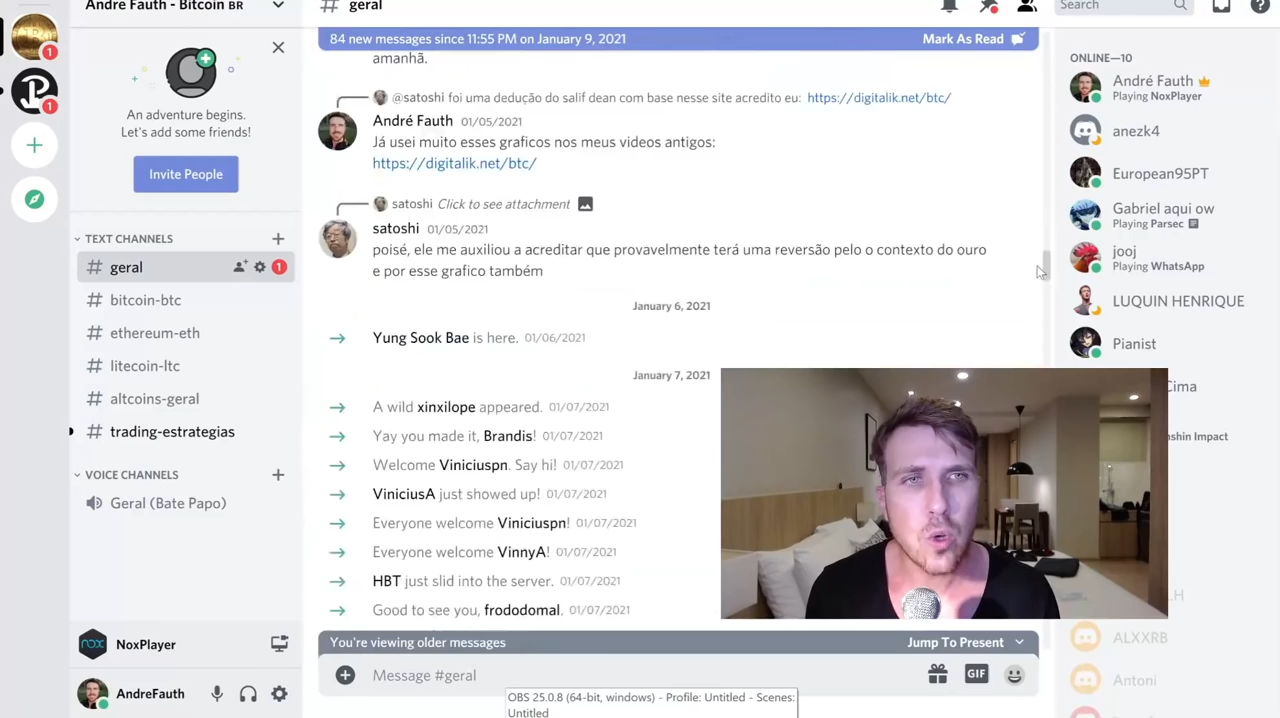 André Fauth - Bitcoin BR
# geral
Search
84 new messages since 11:55 PM on January 9, 2021
Mark As Read
1
1
An adventure begins.
Let's add some friends!
Invite People
TEXT CHANNELS
# geral
1
# bitcoin-btc
# ethereum-eth
# litecoin-ltc
# altcoins-geral
# trading-estrategias
VOICE CHANNELS
Geral (Bate Papo)
NoxPlayer
AndreFauth
amanhã.
@satoshi foi uma dedução do salif dean com base nesse site acredito eu: https://digitalik.net/btc/
André Fauth 01/05/2021
Já usei muito esses graficos nos meus videos antigos:
https://digitalik.net/btc/
satoshi Click to see attachment
satoshi 01/05/2021
poisé, ele me auxiliou a acreditar que provavelmente terá uma reversão pelo o contexto do ouro
e por esse grafico também
January 6, 2021
Yung Sook Bae is here. 01/06/2021
January 7, 2021
A wild xinxilope appeared. 01/07/2021
Yay you made it, Brandis! 01/07/2021
Welcome Viniciuspn. Say hi! 01/07/2021
ViniciusA just showed up! 01/07/2021
Everyone welcome Viniciuspn! 01/07/2021
Everyone welcome VinnyA! 01/07/2021
HBT just slid into the server. 01/07/2021
Good to see you, frododomal. 01/07/2021
You're viewing older messages
Jump To Present
Message #geral
GIF
OBS 25.0.8 (64-bit, windows) - Profile: Untitled - Scenes:
Untitled
ONLINE—10
André Fauth
Playing NoxPlayer
anezk4
European95PT
Gabriel aqui ow
Playing Parsec
jooj
Playing WhatsApp
LUQUIN HENRIQUE
Pianist
Cima
Impact
ALXXRB
Antoni